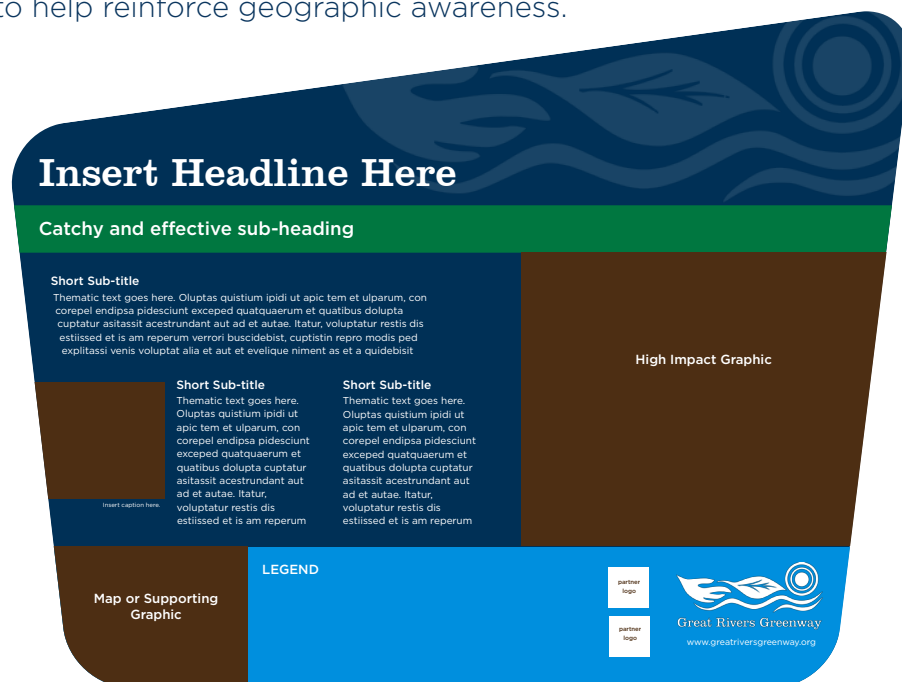 to help reinforce geographic awareness.
Insert Headline Here
Catchy and effective sub-heading
Short Sub-title
Thematic text goes here. Oluptas quistium ipidi ut apic tem et ulparum, con
corepel endipsa pidesciunt exceped quatquaerum et quatibus dolupta
cuptatur asitassit acestrundant aut ad et autae. Itatur, voluptatur restis dis
estiissed et is am reperum verrori buscidebist, cuptistin repro modis ped
explitassi venis voluptat alia et aut et evelique niment as et a quidebisit
High Impact Graphic
Insert caption here.
Short Sub-title
Thematic text goes here.
Oluptas quistium ipidi ut
apic tem et ulparum, con
corepel endipsa pidesciunt
exceped quatquaerum et
quatibus dolupta cuptatur
asitassit acestrundant aut
ad et autae. Itatur,
voluptatur restis dis
estiissed et is am reperum
Short Sub-title
Thematic text goes here.
Oluptas quistium ipidi ut
apic tem et ulparum, con
corepel endipsa pidesciunt
exceped quatquaerum et
quatibus dolupta cuptatur
asitassit acestrundant aut
ad et autae. Itatur,
voluptatur restis dis
estiissed et is am reperum
Map or Supporting
Graphic
LEGEND
partner
logo
partner
logo
Great Rivers Greenway
www.greatriversgreenway.org